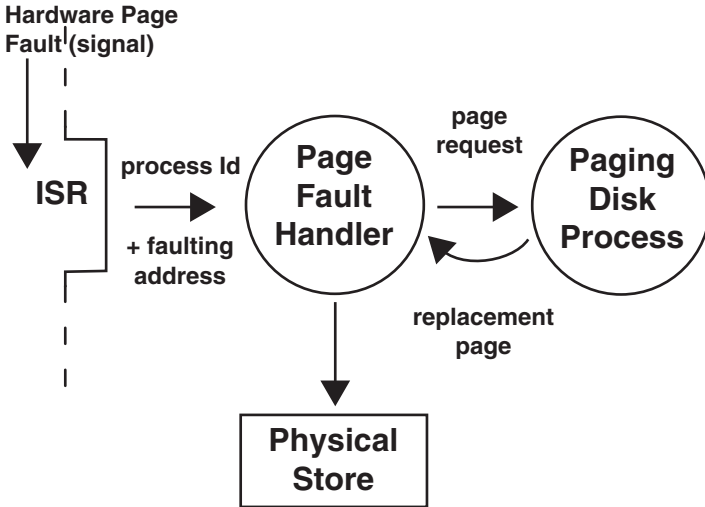 Hardware Page
Fault (signal)
ISR
process Id
+ faulting
address
Page
Fault
Handler
page
request
replacement
page
Paging
Disk
Process
Physical
Store